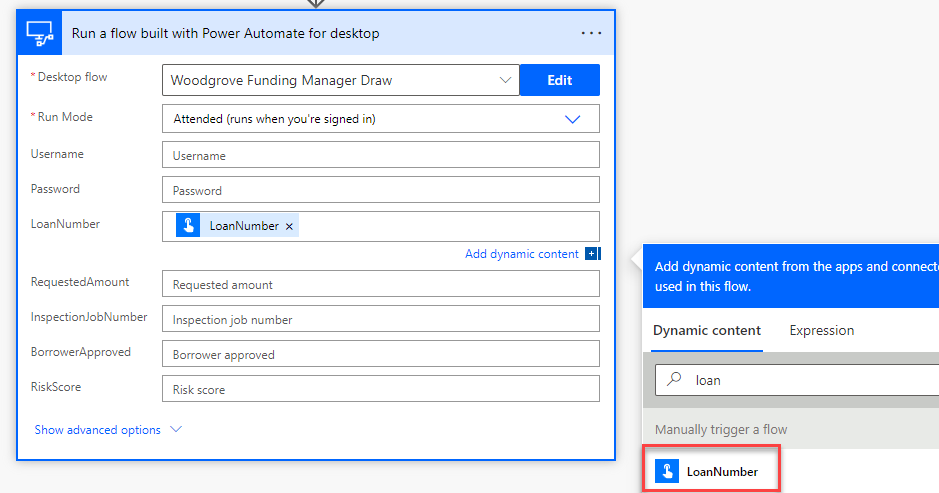 Run a flow built with Power Automate for desktop
* Desktop flow
Woodgrove Funding Manager Draw
Edit
* Run Mode
Attended (runs when you're signed in)
Username
Username
Password
Password
LoanNumber
LoanNumber ×
Add dynamic content
RequestedAmount
Requested amount
InspectionJobNumber
Inspection job number
BorrowerApproved
Borrower approved
RiskScore
Risk score
Show advanced options
Add dynamic content from the apps and connecto
used in this flow.
Dynamic content
Expression
loan
Manually trigger a flow
LoanNumber